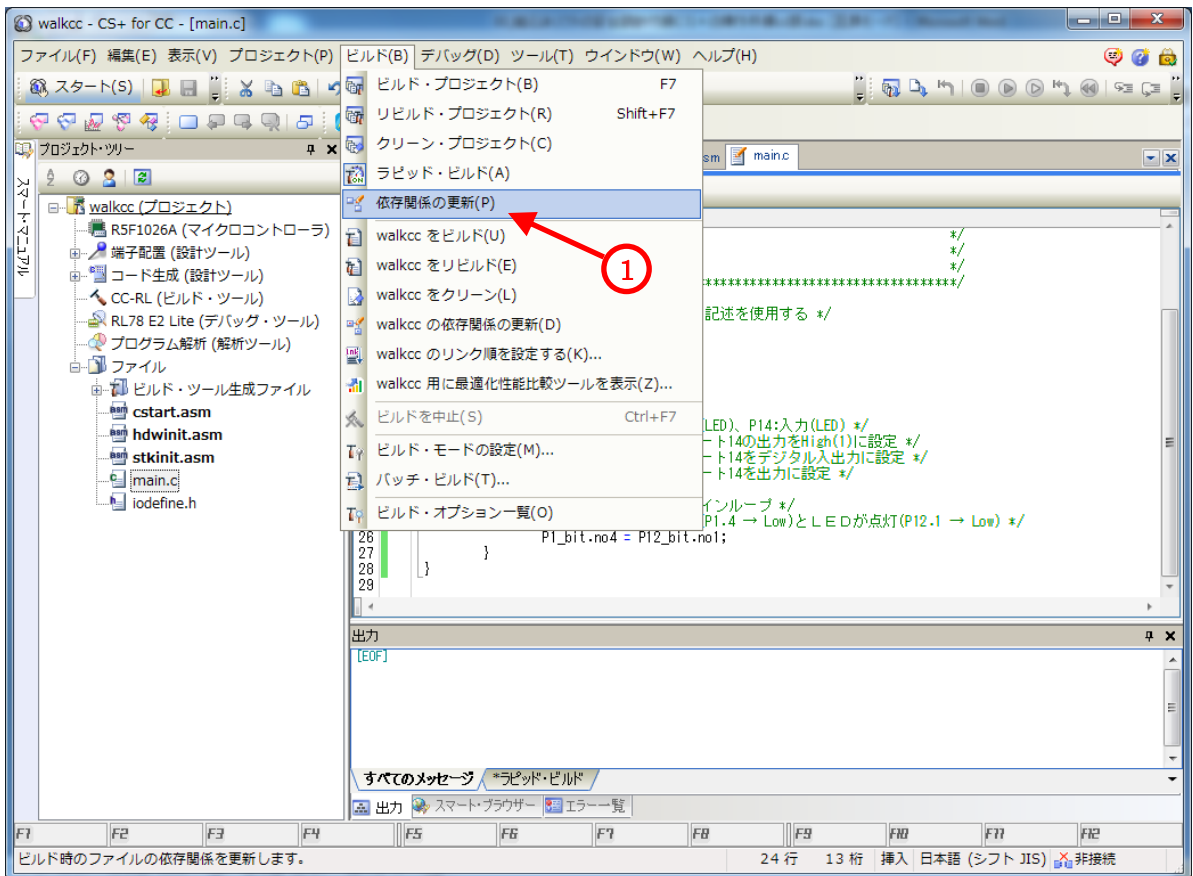 walkcc - CS+ for CC - [main.c]
ファイル(F) 編集(E) 表示(V) プロジェクト(P) ビルド(B) デバッグ(D) ツール(T) ウインドウ(W) ヘルプ(H)
スタート(S)
プロジェクト・ツリー
スマート・マニュアル
walkcc (プロジェクト)
R5F1026A (マイクロコントローラ)
端子配置 (設計ツール)
コード生成 (設計ツール)
CC-RL (ビルド・ツール)
RL78 E2 Lite (デバッグ・ツール)
プログラム解析 (解析ツール)
ファイル
ビルド・ツール生成ファイル
cstart.asm
hdwinit.asm
stkinit.asm
main.c
iodefine.h
ビルド・プロジェクト(B) F7
リビルド・プロジェクト(R) Shift+F7
クリーン・プロジェクト(C)
ラピッド・ビルド(A)
依存関係の更新(P)
walkcc をビルド(U)
walkcc をリビルド(E)
walkcc をクリーン(L)
walkcc の依存関係の更新(D)
walkcc のリンク順を設定する(K)...
walkcc 用に最適化性能比較ツールを表示(Z)...
ビルドを中止(S) Ctrl+F7
ビルド・モードの設定(M)...
バッチ・ビルド(T)...
ビルド・オプション一覧(O)
1
sm main.c
*/
*/
*/
*********************************/
記述を使用する */
LED)、P14:入力(LED) */
ート14の出力をHigh(1)に設定 */
ート14をデジタル入出力に設定 */
ート14を出力に設定 */
インループ */
P1.4 → Low)とLEDが点灯(P12.1 → Low) */
26 P1_bit.no4 = P12_bit.no1;
27 }
28 }
29
出力
[EOF]
すべてのメッセージ *ラピッド・ビルド
出力 スマート・ブラウザー エラー一覧
F1 F2 F3 F4 F5 F6 F7 F8 F9 F10 F11 F12
ビルド時のファイルの依存関係を更新します。 24 行 13 桁 挿入 日本語 (シフト JIS) 非接続